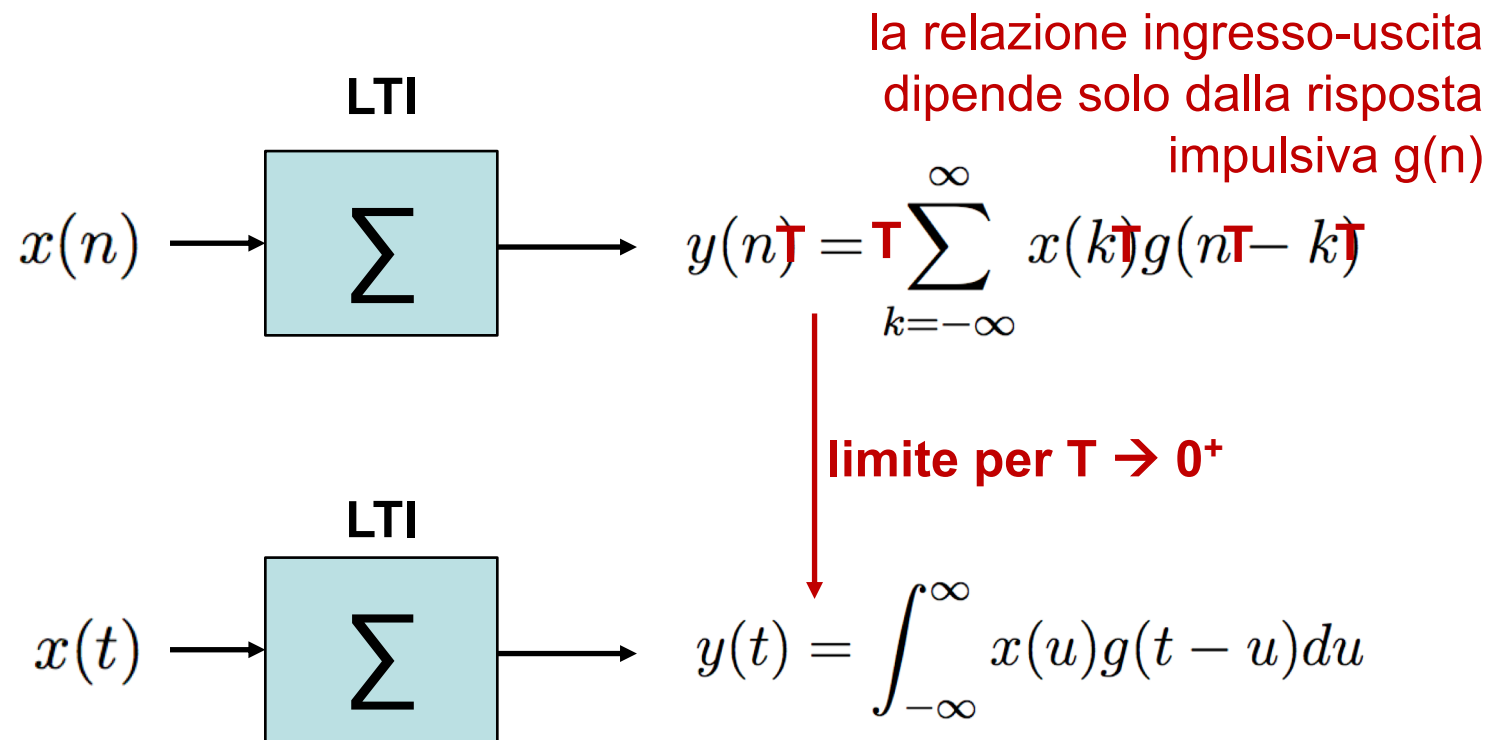 la relazione ingresso-uscita
dipende solo dalla risposta
impulsiva g(n)
LTI
x(n)
∑
y(nT) = T ∑_{k=-∞}^{∞} x(kT)g(nT - kT)
limite per T → 0⁺
LTI
x(t)
∑
y(t) = ∫_{-∞}^{∞} x(u)g(t - u)du